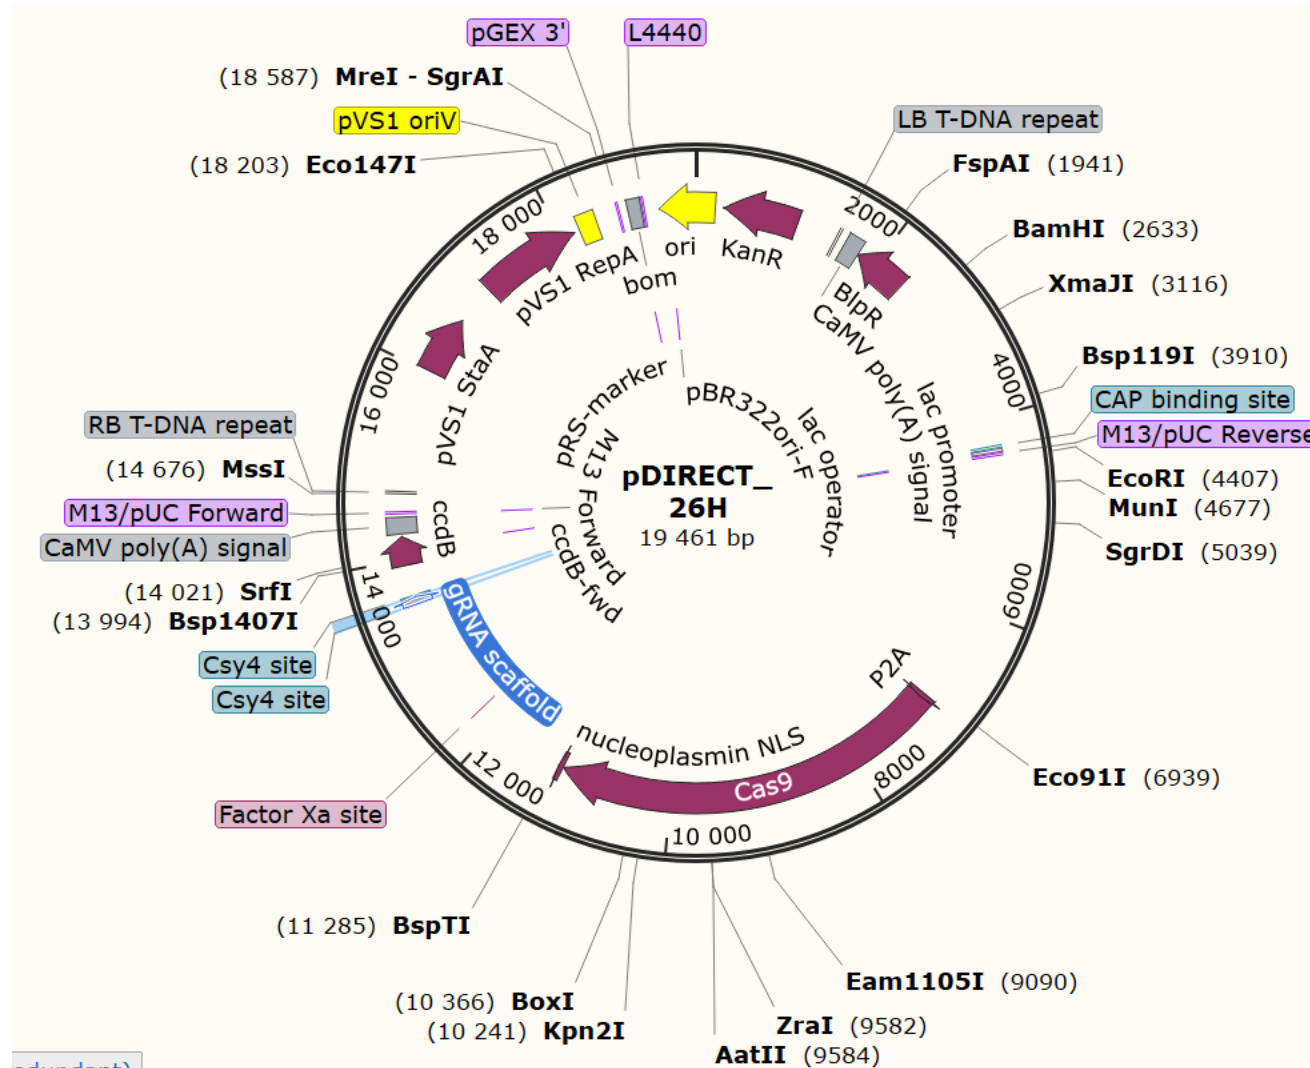 pGEX 3'
L4440
(18 587) MreI - SgrAI
pVS1 oriV
LB T-DNA repeat
(18 203) Eco147I
FspAI (1941)
2000
18 000
BamHI (2633)
ori
KanR
pVS1 RepA
bom
BlpR
XmaJI (3116)
CaMV poly(A) signal
Bsp119I (3910)
4000
16 000
pVS1 StaA
pRS-marker
pBR322ori-F
lac promoter
CAP binding site
lac operator
M13/pUC Reverse
RB T-DNA repeat
(14 676) MssI
M13 Forward
pDIRECT_
26H
19 461 bp
EcoRI (4407)
MunI (4677)
M13/pUC Forward
ccdB
CaMV poly(A) signal
SgrDI (5039)
ccdB-fwd
(14 021) SrfI
(13 994) Bsp1407I
14 000
6000
gRNA scaffold
Csy4 site
Csy4 site
P2A
nucleoplasmin NLS
Cas9
8000
12 000
Eco91I (6939)
Factor Xa site
10 000
(11 285) BspTI
Eam1105I (9090)
(10 366) BoxI
(10 241) Kpn2I
ZraI (9582)
AatII (9584)